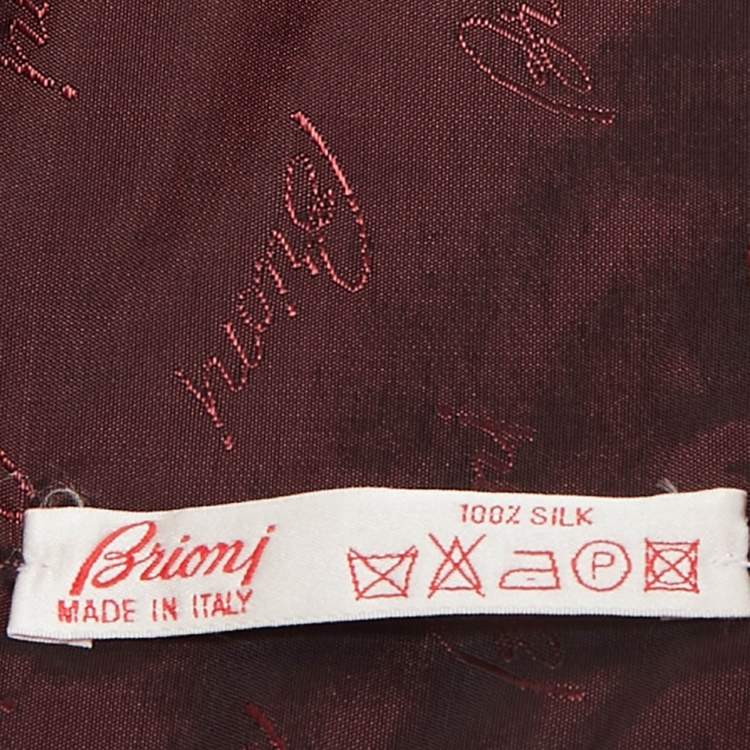 Brioni
Brioni
MADE IN ITALY
100% SILK
P